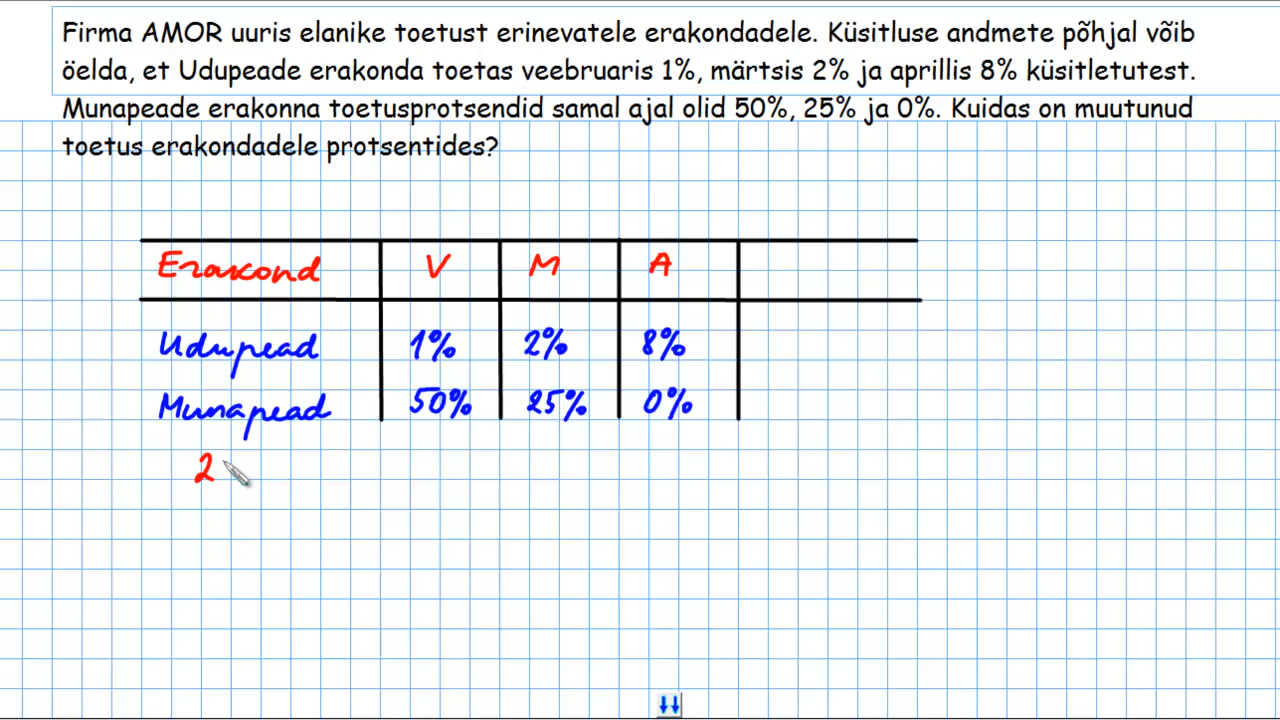 Firma AMOR uuris elanike toetust erinevatele erakondadele. Küsitluse andmete põhjal võib
öelda, et Udupeade erakonda toetas veebruaris 1%, märtsis 2% ja aprillis 8% küsitletutest.
Munapeade erakonna toetusprotsendid samal ajal olid 50%, 25% ja 0%. Kuidas on muutunud
toetus erakondadele protsentides?
Erakond V M A
Udupead 1% 2% 8%
Munapead 50% 25% 0%
2